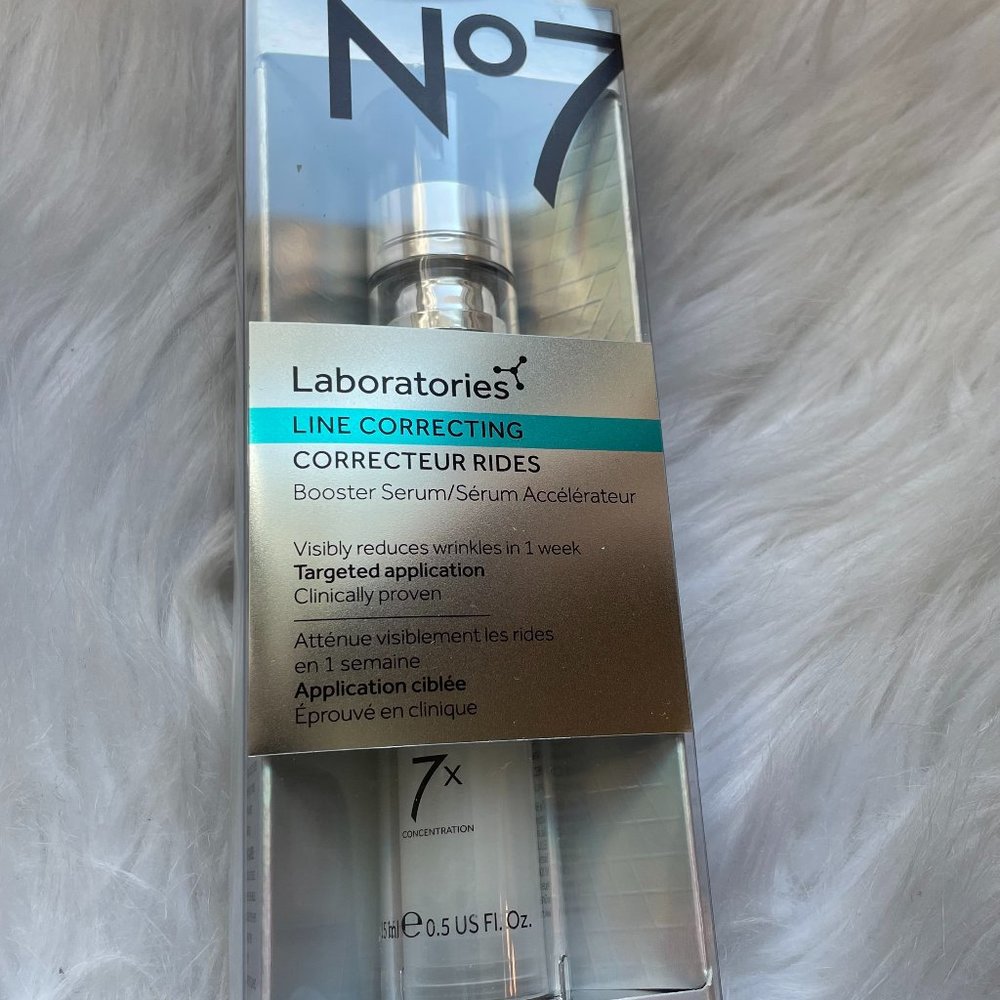 No7
Laboratories
LINE CORRECTING
CORRECTEUR RIDES
Booster Serum/Sérum Accélérateur
Visibly reduces wrinkles in 1 week
Targeted application
Clinically proven
Atténue visiblement les rides
en 1 semaine
Application ciblée
Éprouvé en clinique
7x
CONCENTRATION
℮ 0.5 US Fl. Oz.